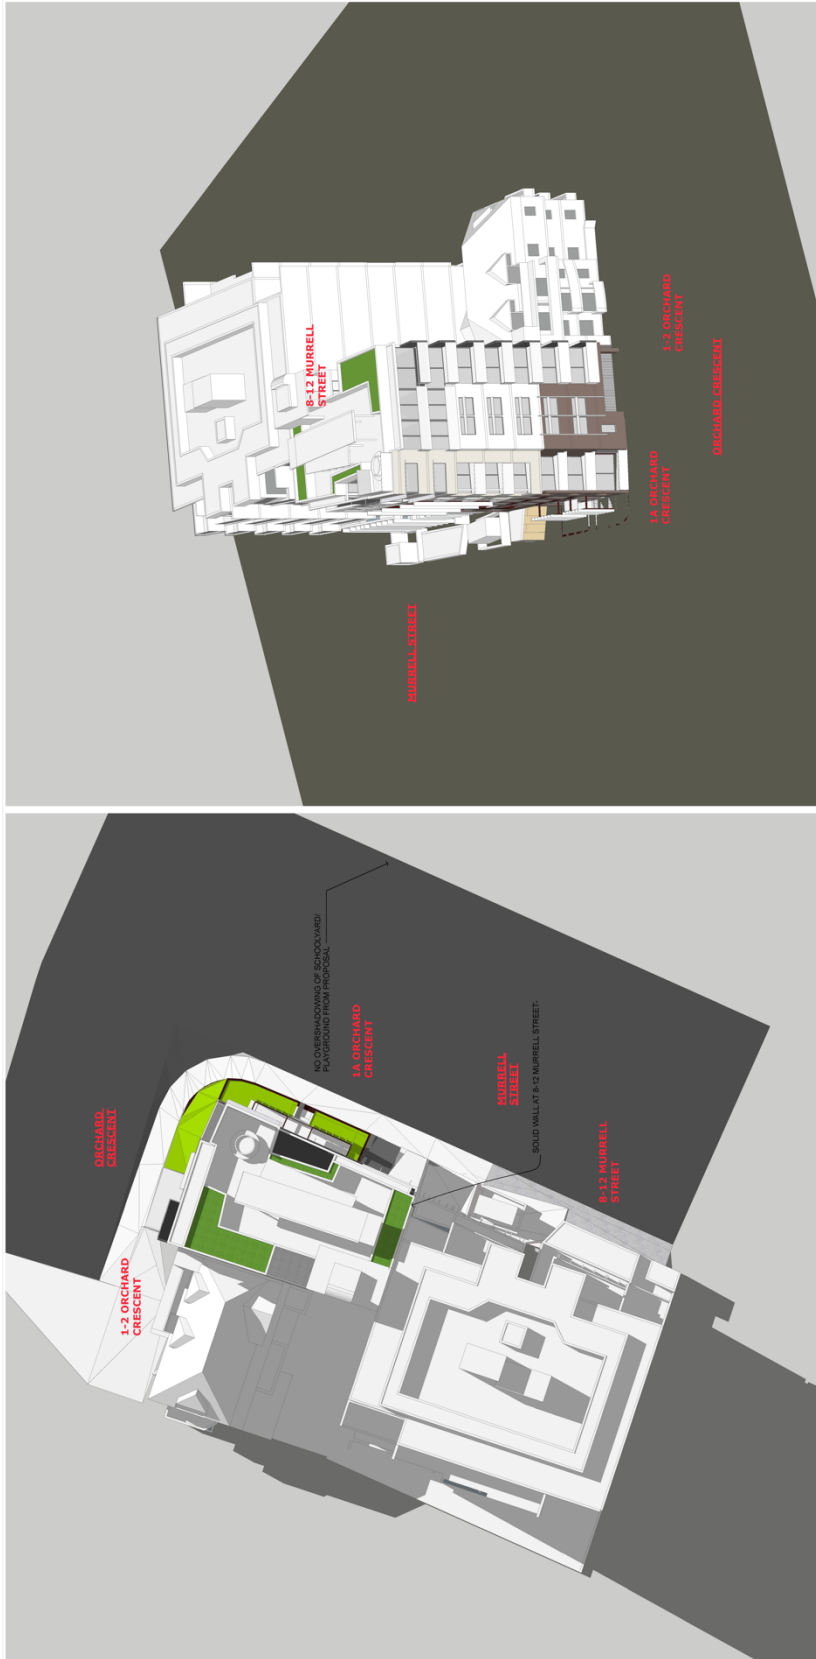 8-12 MURRELL
STREET
1-2 ORCHARD
CRESCENT
ORCHARD CRESCENT
1A ORCHARD
CRESCENT
MURRELL STREET
NO OVERSHADOWING OF SCHOOLYARD/
PLAYGROUND FROM PROPOSAL
1A ORCHARD
CRESCENT
ORCHARD
CRESCENT
MURRELL
STREET
SOLID WALL AT 8-12 MURRELL STREET
8-12 MURRELL
STREET
1-2 ORCHARD
CRESCENT